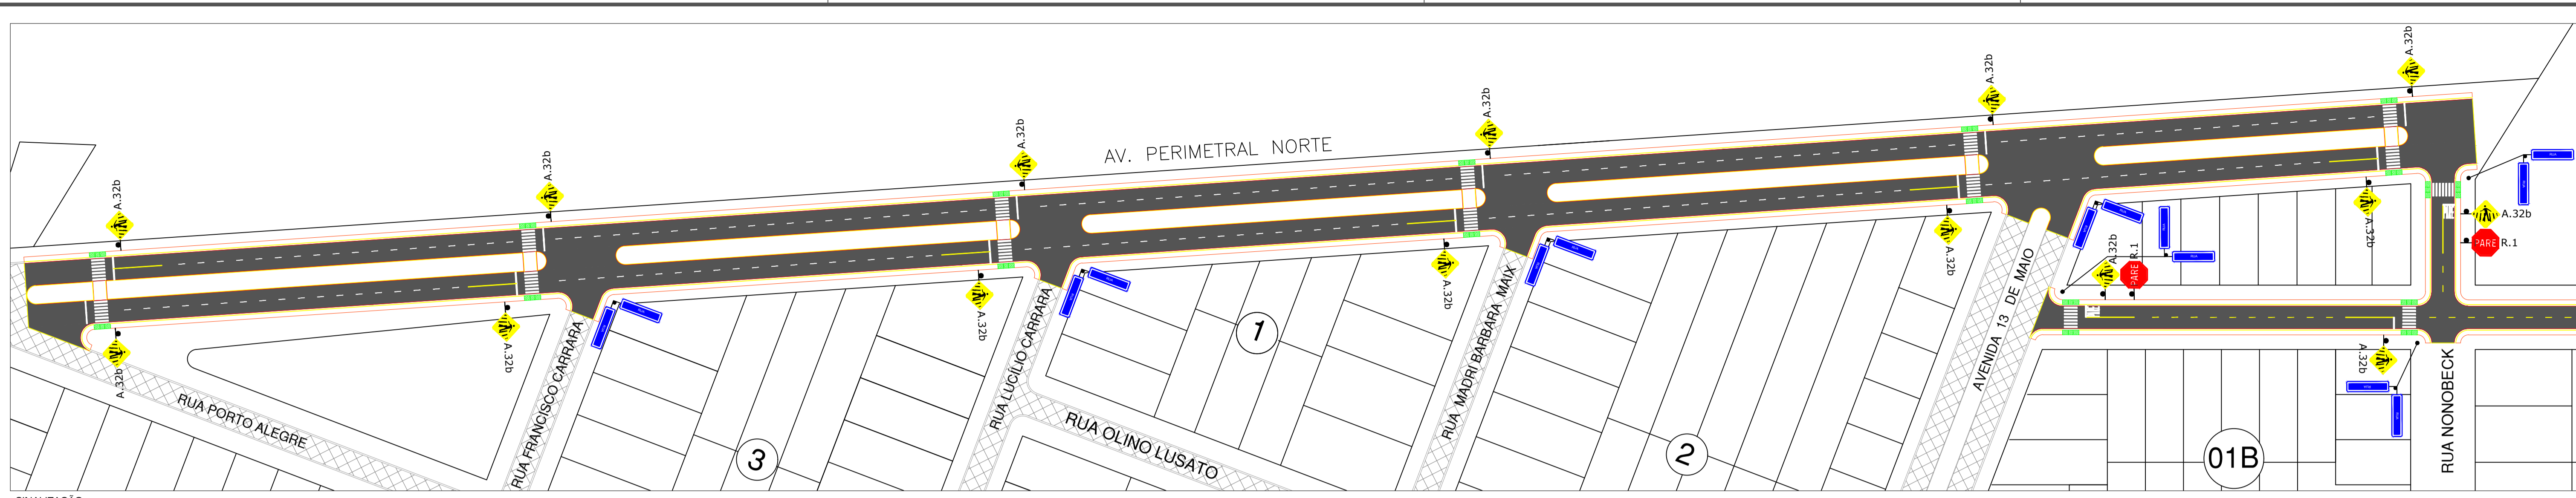 A.32b
A.32b
A.32b
A.32b
A.32b
A.32b
AV. PERIMETRAL NORTE
A.32b
A.32b
A.32b
A.32b
A.32b
A.32b
A.32b
PARE
R.1
A.32b
PARE
R.1
A.32b
RUA PORTO ALEGRE
RUA FRANCISCO CARRARA
3
RUA LUCÍLIO CARRARA
RUA OLINO LUSATO
1
RUA MADRI BARBARA MAIX
2
AVENIDA 13 DE MAIO
01B
RUA NONOBECK